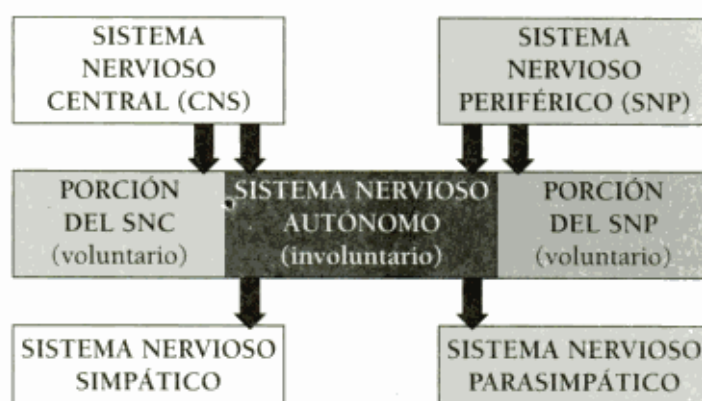 SISTEMA
NERVIOSO
CENTRAL (CNS)
SISTEMA
NERVIOSO
PERIFÉRICO (SNP)
PORCIÓN
DEL SNC
(voluntario)
SISTEMA NERVIOSO
AUTÓNOMO
(involuntario)
PORCIÓN
DEL SNP
(voluntario)
SISTEMA NERVIOSO
SIMPÁTICO
SISTEMA NERVIOSO
PARASIMPÁTICO